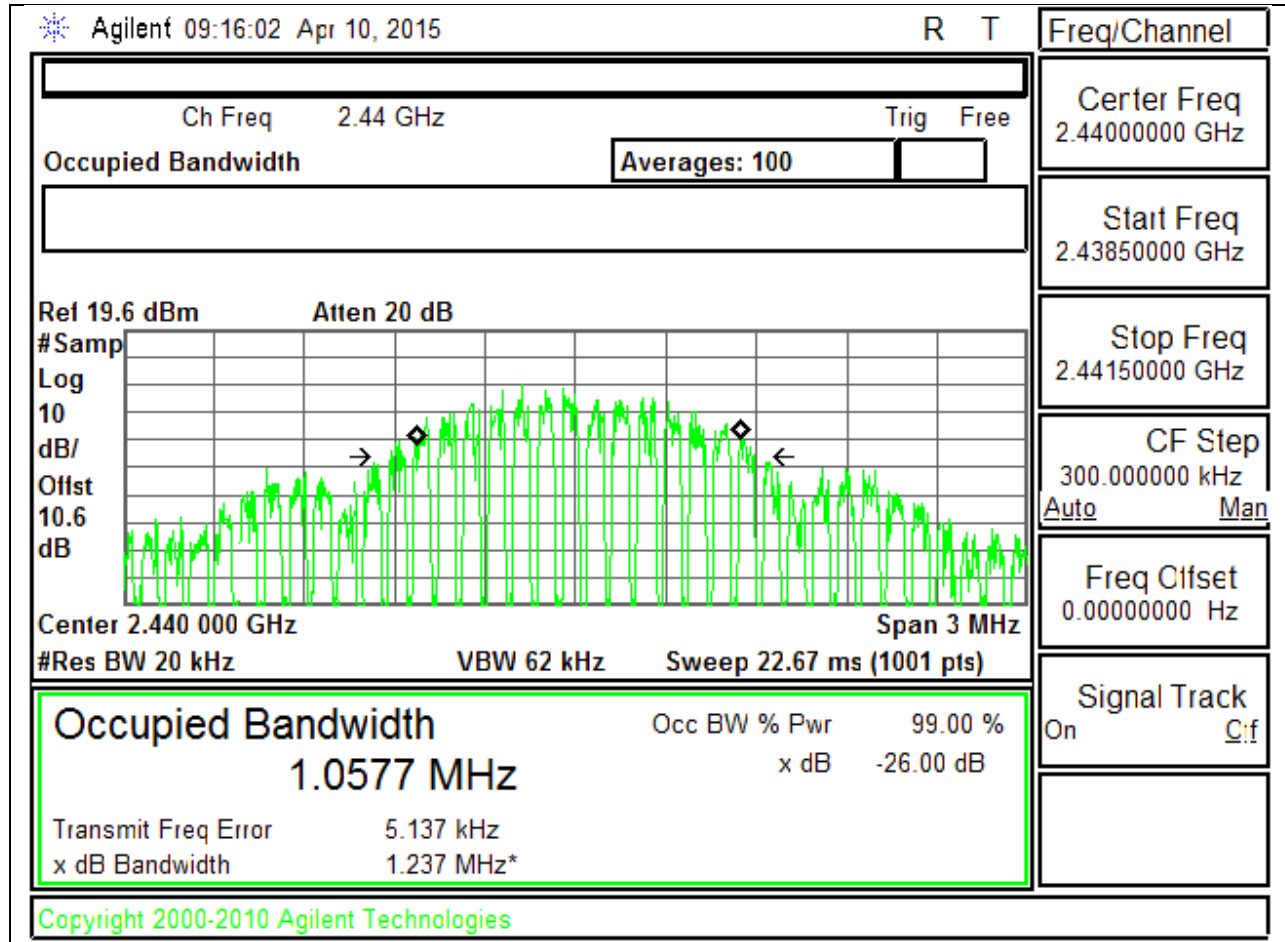 Agilent 09:16:02 Apr 10, 2015 R T
Freq/Channel
Ch Freq 2.44 GHz Trig Free
Occupied Bandwidth Averages: 100
Ref 19.6 dBm Atten 20 dB
#Samp
Log
10
dB/
Offst
10.6
dB
Center 2.440 000 GHz Span 3 MHz
#Res BW 20 kHz VBW 62 kHz Sweep 22.67 ms (1001 pts)
Occupied Bandwidth
1.0577 MHz
Occ BW % Pwr 99.00 %
x dB -26.00 dB
Transmit Freq Error 5.137 kHz
x dB Bandwidth 1.237 MHz*
Copyright 2000-2010 Agilent Technologies
Center Freq
2.44000000 GHz
Start Freq
2.43850000 GHz
Stop Freq
2.44150000 GHz
CF Step
300.000000 kHz
Auto Man
Freq Offset
0.00000000 Hz
Signal Track
On Off